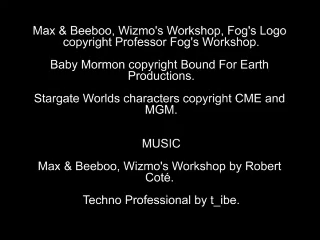 Max & Beeboo, Wizmo's Workshop, Fog's Logo
copyright Professor Fog's Workshop.
Baby Mormon copyright Bound For Earth
Productions.
Stargate Worlds characters copyright CME and
MGM.
MUSIC
Max & Beeboo, Wizmo's Workshop by Robert
Coté.
Techno Professional by t_ibe.